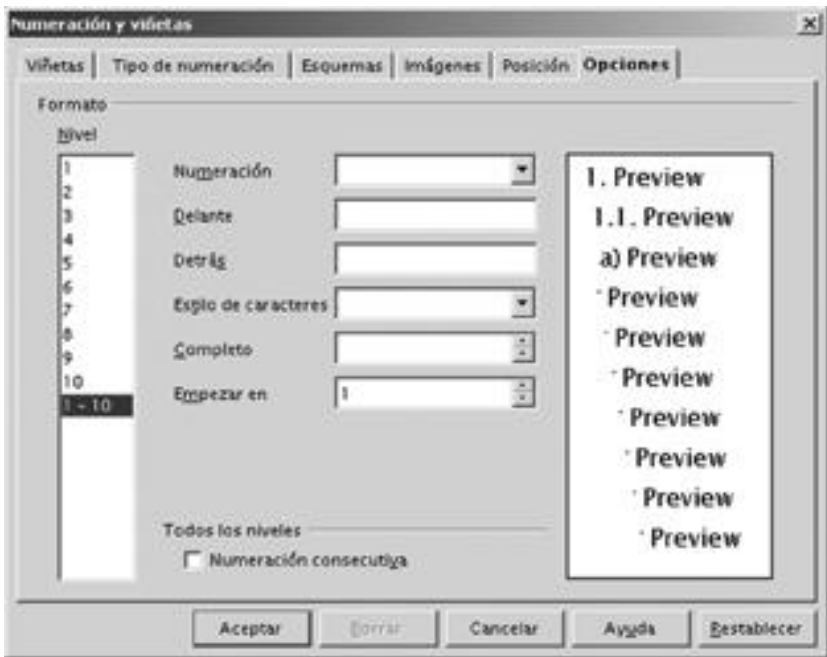 Numeración y viñetas
Viñetas Tipo de numeración Esquemas Imágenes Posición Opciones
Formato
Nivel
1
2
3
4
5
6
7
8
9
10
1 - 10
Numeración
Delante
Detrás
Estilo de caracteres
Completo
Empezar en 1
1. Preview
1.1. Preview
a) Preview
Preview
Preview
Preview
Preview
Preview
Preview
Preview
Todos los niveles
Numeración consecutiva
Aceptar Borrar Cancelar Ayuda Restablecer